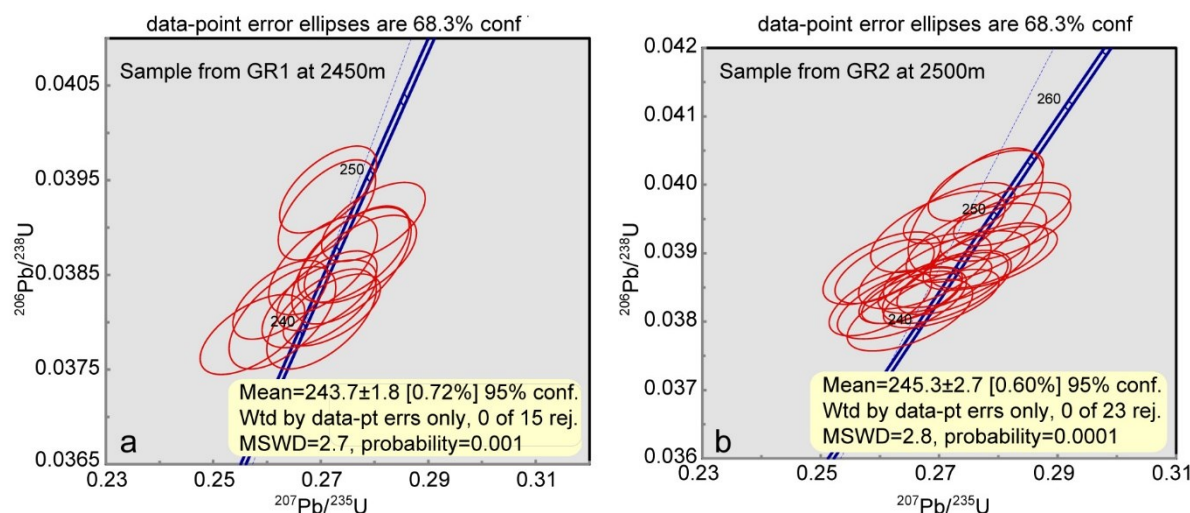 data-point error ellipses are 68.3% conf
Sample from GR1 at 2450m
0.0405
0.0395
0.0385
0.0375
0.0365
206Pb/238U
250
240
Mean=243.7±1.8 [0.72%] 95% conf.
Wtd by data-pt errs only, 0 of 15 rej.
MSWD=2.7, probability=0.001
a
0.23
0.25
0.27
0.29
0.31
207Pb/235U
data-point error ellipses are 68.3% conf
Sample from GR2 at 2500m
0.042
0.041
0.040
0.039
0.038
0.037
0.036
206Pb/238U
260
250
240
Mean=245.3±2.7 [0.60%] 95% conf.
Wtd by data-pt errs only, 0 of 23 rej.
MSWD=2.8, probability=0.0001
b
0.23
0.25
0.27
0.29
0.31
207Pb/235U